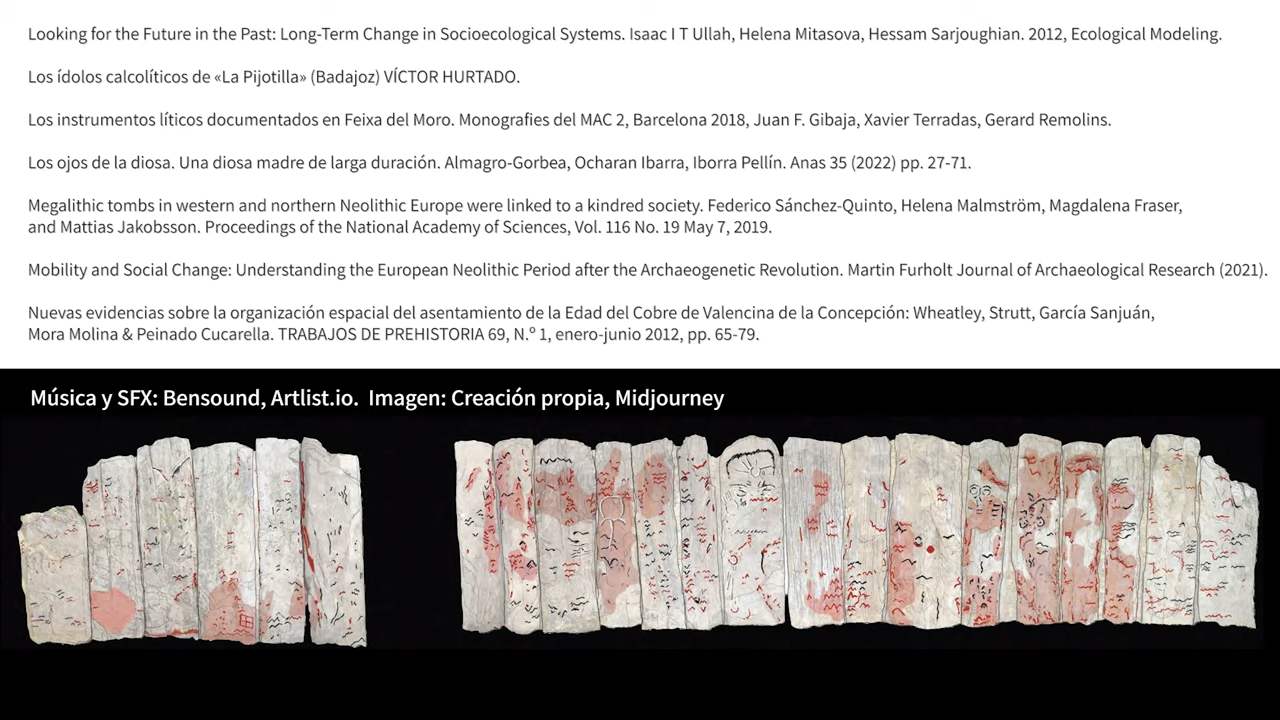 Looking for the Future in the Past: Long-Term Change in Socioecological Systems. Isaac I T Ullah, Helena Mitasova, Hessam Sarjoughian. 2012, Ecological Modeling.
Los ídolos calcolíticos de «La Pijotilla» (Badajoz) VÍCTOR HURTADO.
Los instrumentos líticos documentados en Feixa del Moro. Monografies del MAC 2, Barcelona 2018, Juan F. Gibaja, Xavier Terradas, Gerard Remolins.
Los ojos de la diosa. Una diosa madre de larga duración. Almagro-Gorbea, Ocharan Ibarra, Iborra Pellín. Anas 35 (2022) pp. 27-71.
Megalithic tombs in western and northern Neolithic Europe were linked to a kindred society. Federico Sánchez-Quinto, Helena Malmström, Magdalena Fraser,
and Mattias Jakobsson. Proceedings of the National Academy of Sciences, Vol. 116 No. 19 May 7, 2019.
Mobility and Social Change: Understanding the European Neolithic Period after the Archaeogenetic Revolution. Martin Furholt Journal of Archaeological Research (2021).
Nuevas evidencias sobre la organización espacial del asentamiento de la Edad del Cobre de Valencina de la Concepción: Wheatley, Strutt, García Sanjuán,
Mora Molina & Peinado Cucarella. TRABAJOS DE PREHISTORIA 69, N.º 1, enero-junio 2012, pp. 65-79.
Música y SFX: Bensound, Artlist.io. Imagen: Creación propia, Midjourney